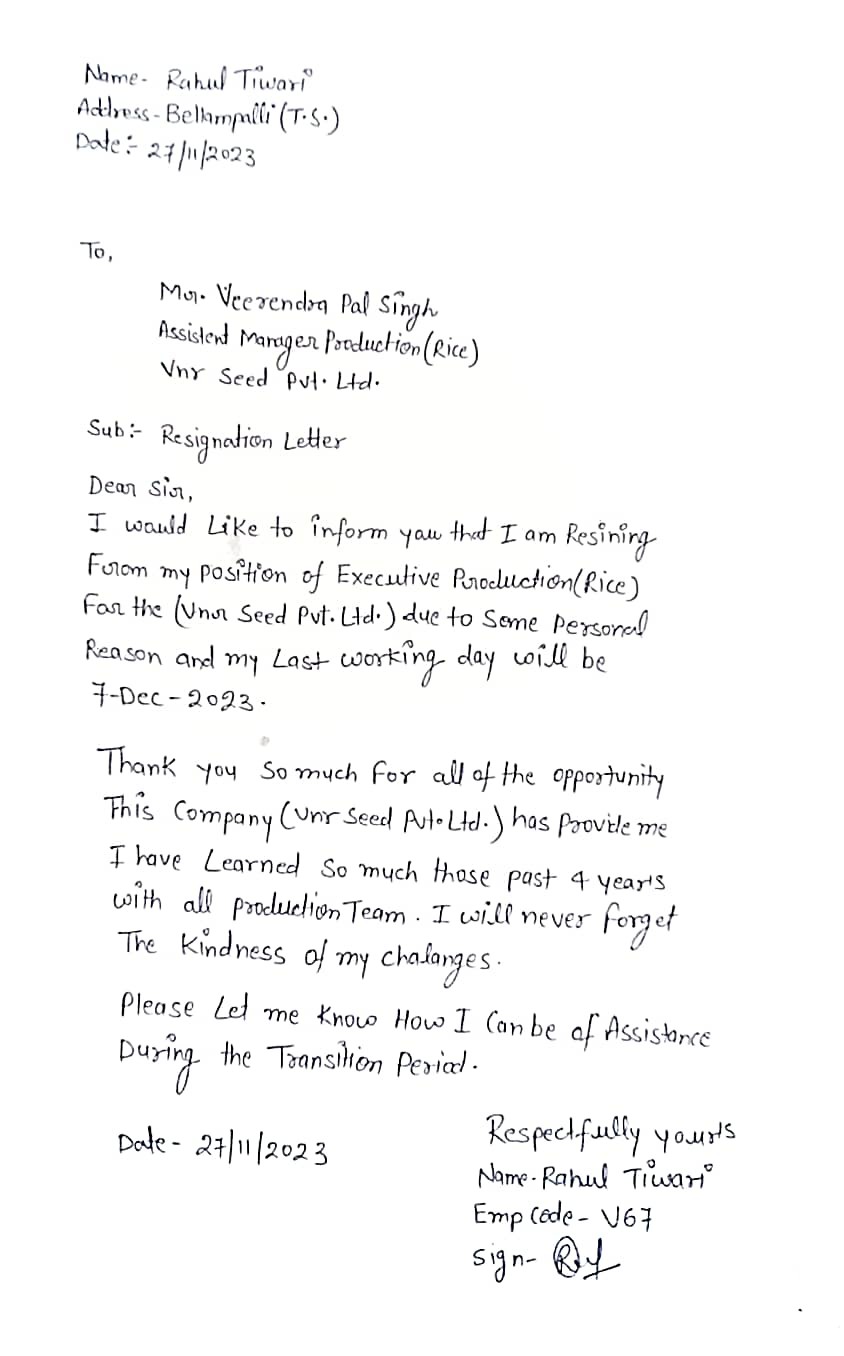 Name- Rahul Tiwari
Address- Bellampalli (T.S.)
Date:- 27/11/2023
To,
Mr. Veerendra Pal Singh
Assistent Manager Production (Rice)
Vnr Seed Pvt. Ltd.
Sub:- Resignation Letter
Dear Sir,
I would Like to inform you that I am Resining
From my position of Executive Production (Rice)
For the (Vnr Seed Pvt. Ltd.) due to Some Personal
Reason and my Last working day will be
7-Dec-2023.
Thank you So much For all of the opportunity
This Company (Vnr Seed Pvt. Ltd.) has Provide me
I have Learned So much those past 4 years
with all production Team. I will never forget
The Kindness of my chalanges.
Please Let me Know How I Can be of Assistance
During the Transition Period.
Date- 27/11/2023
Respectfully yours
Name- Rahul Tiwari
Emp Code- V67
Sign-